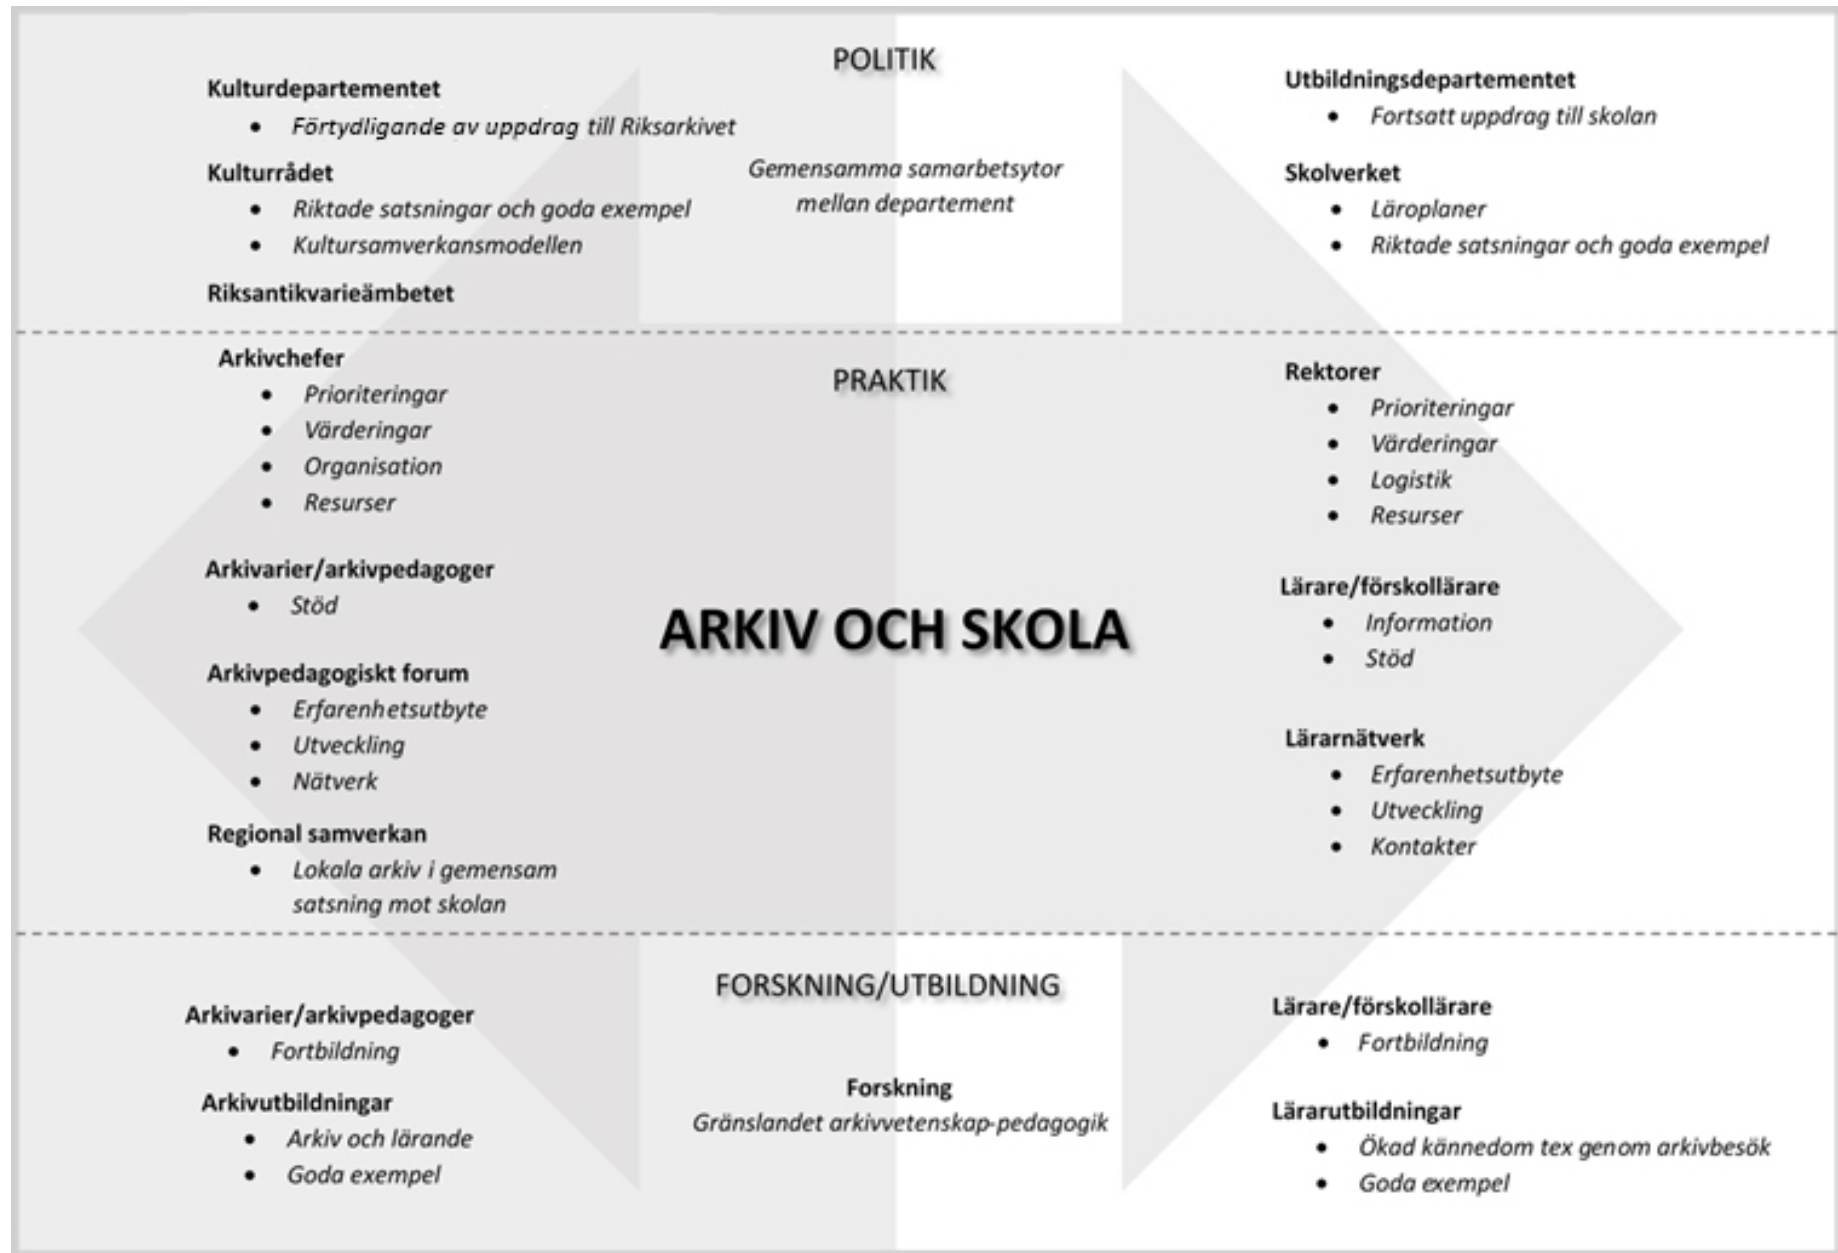 POLITIK
Kulturdepartementet
• Förtydligande av uppdrag till Riksarkivet
Kulturrådet
• Riktade satsningar och goda exempel
• Kultursamverkansmodellen
Riksantikvarieämbetet
Gemensamma samarbetsytor
mellan departement
Utbildningsdepartementet
• Fortsatt uppdrag till skolan
Skolverket
• Läroplaner
• Riktade satsningar och goda exempel
PRAKTIK
Arkivchefer
• Prioriteringar
• Värderingar
• Organisation
• Resurser
Arkivarier/arkivpedagoger
• Stöd
Arkivpedagogiskt forum
• Erfarenhetsutbyte
• Utveckling
• Nätverk
Regional samverkan
• Lokala arkiv i gemensam
satsning mot skolan
ARKIV OCH SKOLA
Rektorer
• Prioriteringar
• Värderingar
• Logistik
• Resurser
Lärare/förskollärare
• Information
• Stöd
Lärarnätverk
• Erfarenhetsutbyte
• Utveckling
• Kontakter
FORSKNING/UTBILDNING
Arkivarier/arkivpedagoger
• Fortbildning
Arkivutbildningar
• Arkiv och lärande
• Goda exempel
Forskning
Gränslandet arkivvetenskap-pedagogik
Lärare/förskollärare
• Fortbildning
Lärarutbildningar
• Ökad kännedom tex genom arkivbesök
• Goda exempel